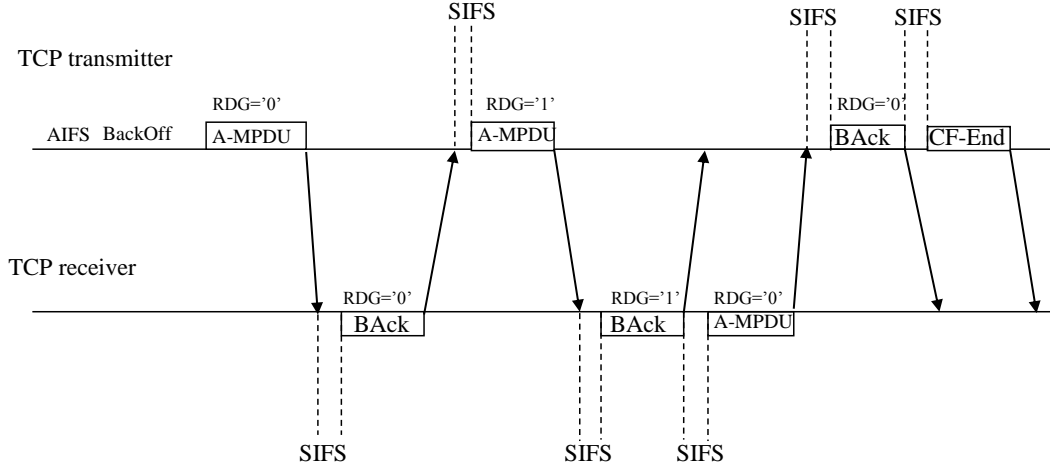 SIFS
SIFS SIFS
TCP transmitter
RDG='0'
RDG='1'
RDG='0'
AIFS BackOff
A-MPDU
A-MPDU
BAck
CF-End
TCP receiver
RDG='0'
RDG='1'
RDG='0'
BAck
BAck
A-MPDU
SIFS
SIFS
SIFS